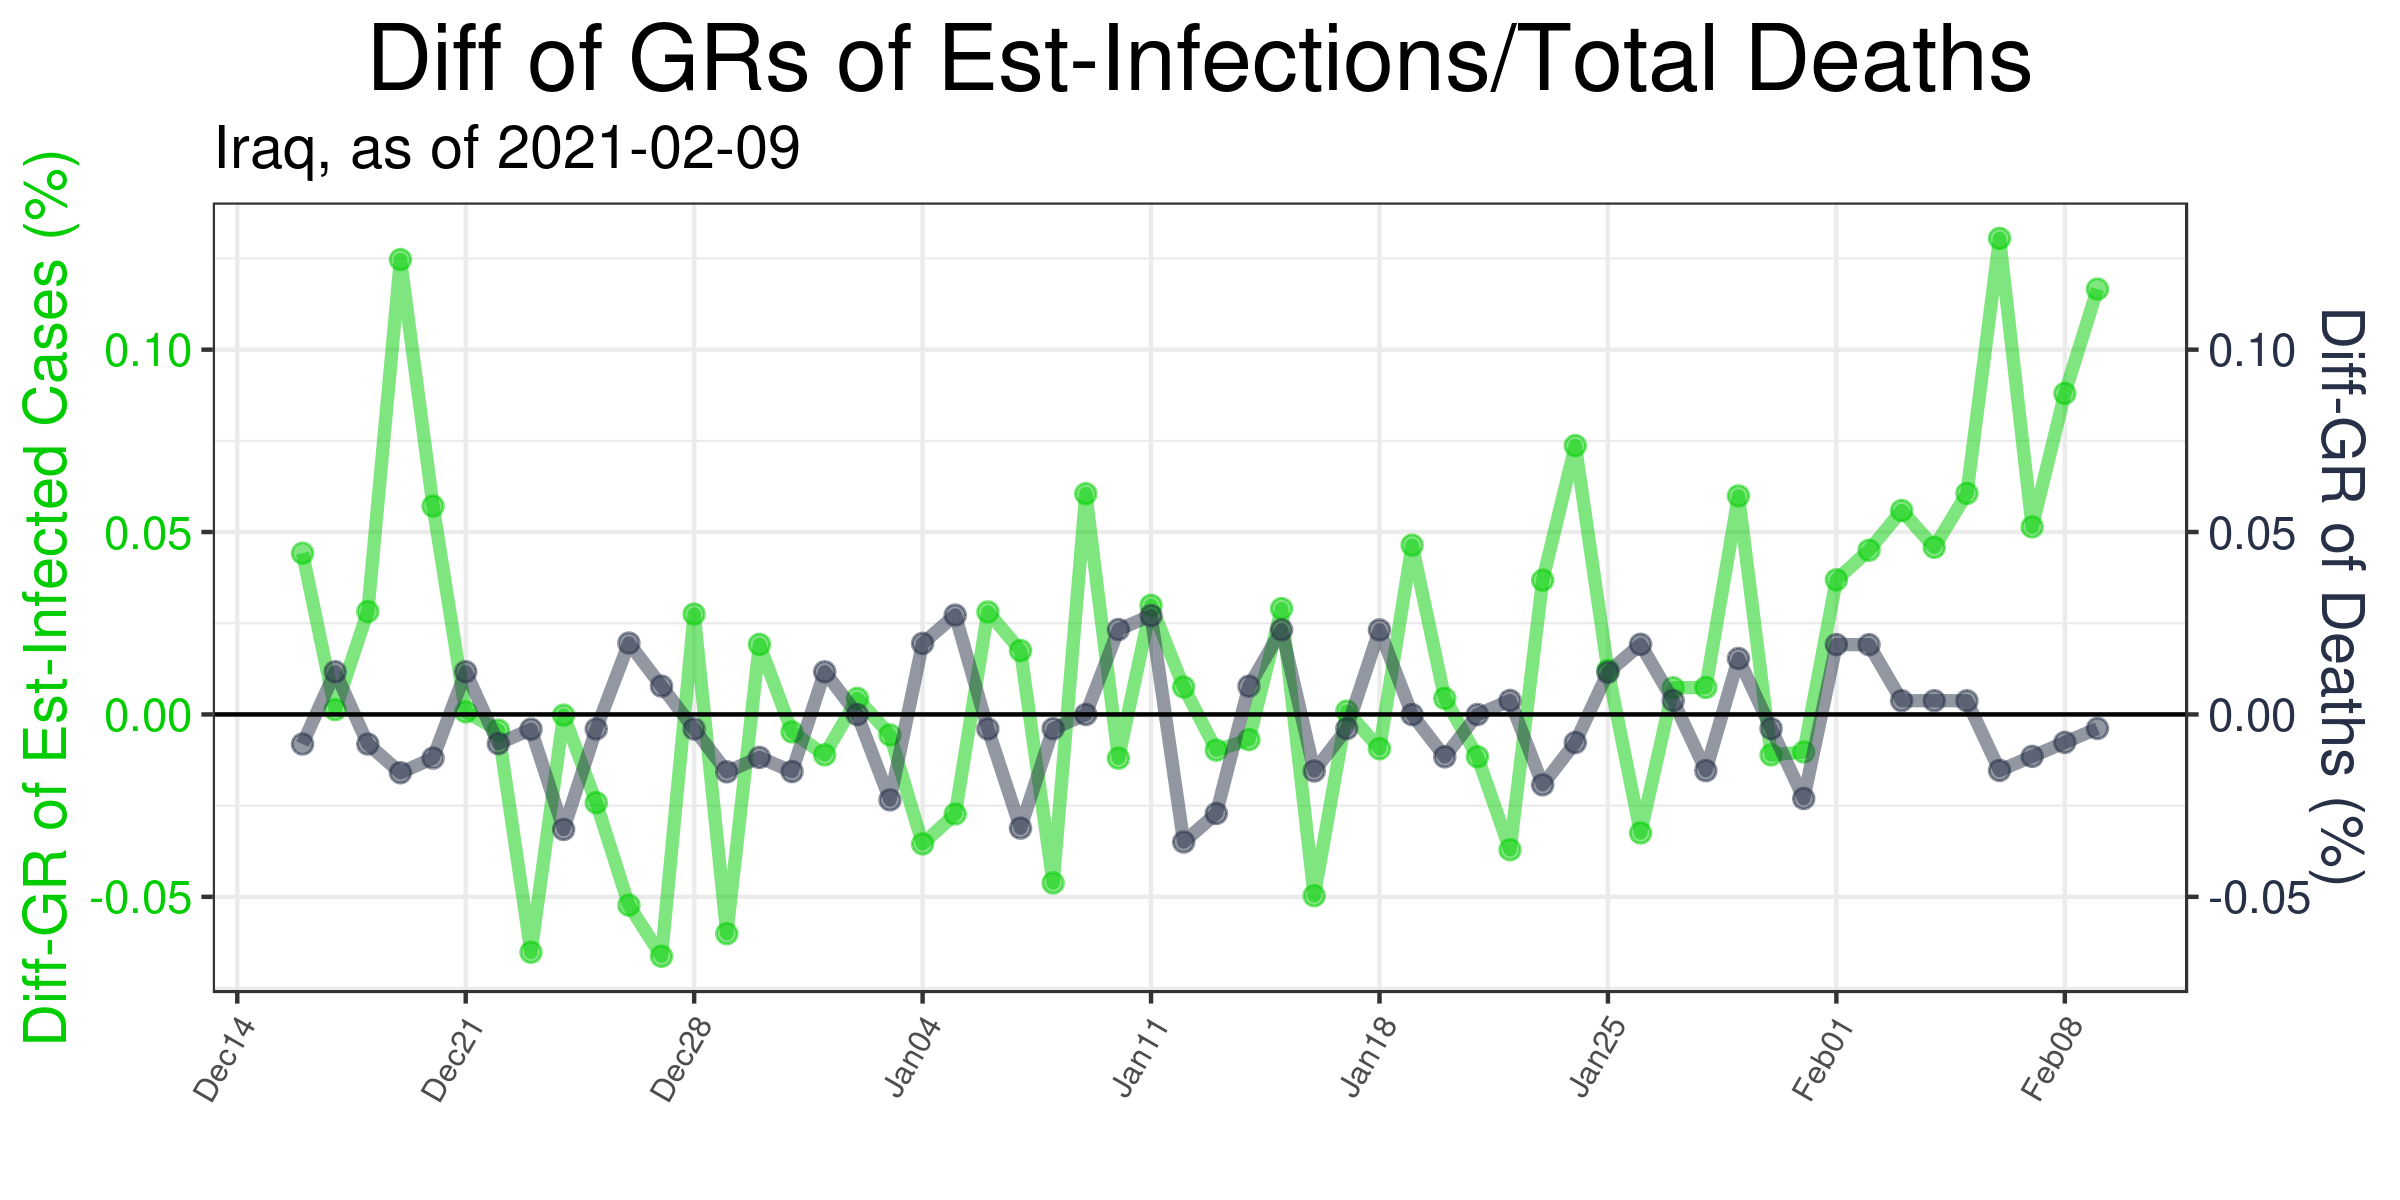 Diff of GRs of Est-Infections/Total Deaths
Iraq, as of 2021-02-09
Diff-GR of Est-Infected Cases (%)
0.10
0.05
0.00
-0.05
0.10
0.05
0.00
-0.05
Diff-GR of Deaths (%)
Dec14
Dec21
Dec28
Jan04
Jan11
Jan18
Jan25
Feb01
Feb08